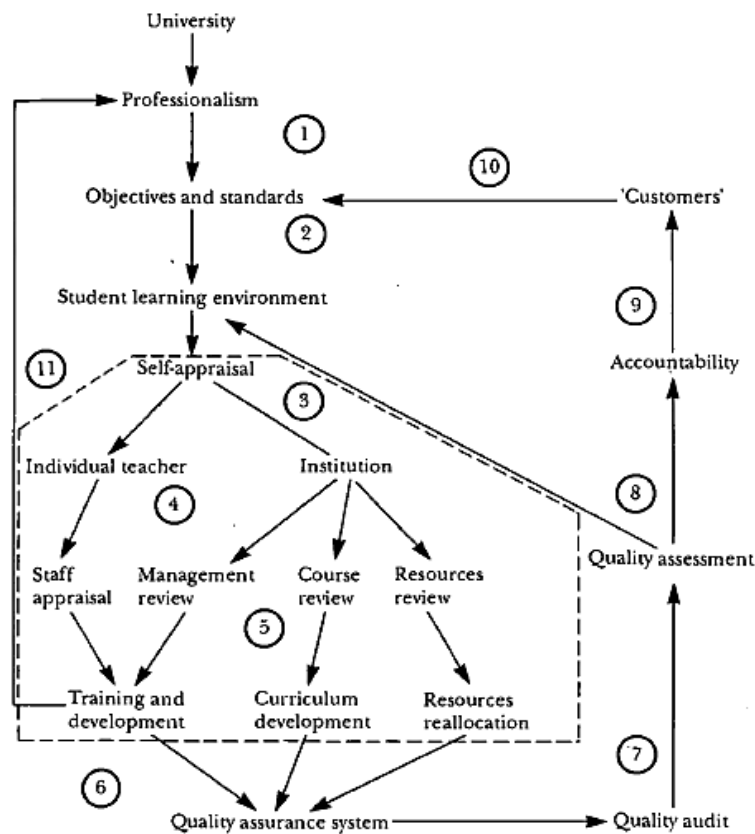 University
Professionalism
1
10
Objectives and standards
'Customers'
2
Student learning environment
9
11
Self-appraisal
Accountability
3
Individual teacher
Institution
4
8
Quality assessment
Staff
appraisal
Management
review
Course
review
Resources
review
5
Training and
development
Curriculum
development
Resources
reallocation
7
6
Quality assurance system
Quality audit